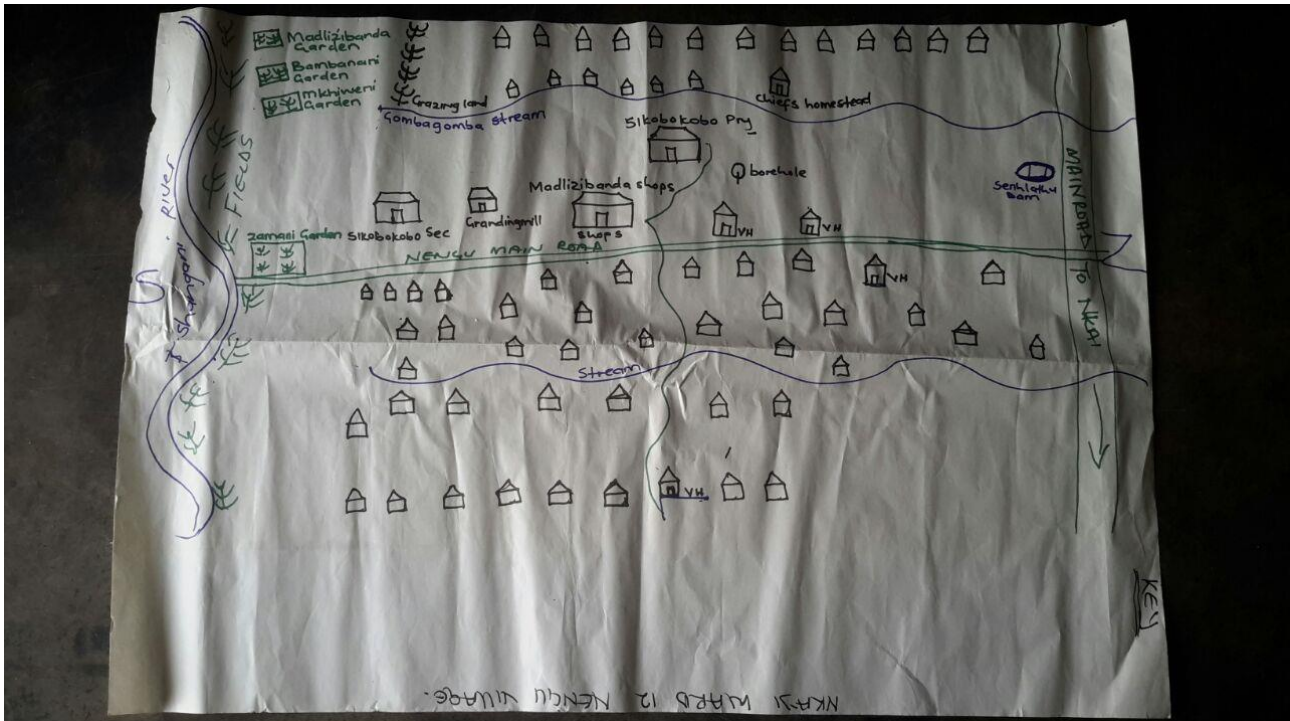 Madlizibanda
Garden
Bambanani
Garden
Mkhiweni
Garden
Grazing land
Gombagomba stream
Chiefs homestead
Sikobokobo Pry
borehole
Senhlathu
Dam
MAIN ROAD TO NKAI
RIVER
FIELDS
Madlizibanda shops
Sikobokobo Sec
Grandingmill
shops
VH
VH
Zamani Garden
NENGU MAIN ROAD
VH
Stream
VH
KEY
NKAYI WARD 12 NENGU VILLAGE.